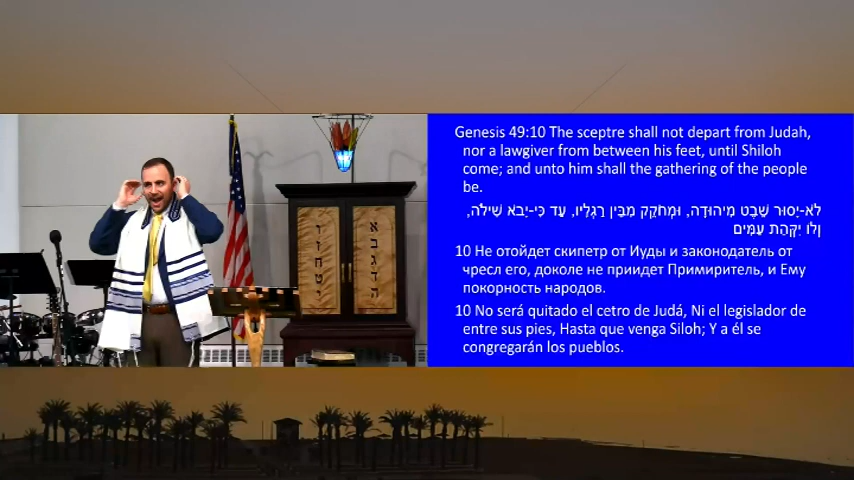 Genesis 49:10 The sceptre shall not depart from Judah,
nor a lawgiver from between his feet, until Shiloh
come; and unto him shall the gathering of the people
be.
לֹא-יָסוּר שֵׁבֶט מִיהוּדָה, וּמְחֹקֵק מִבֵּין רַגְלָיו, עַד כִּי-יָבֹא שִׁילֹה,
וְלוֹ יִקְּהַת עַמִּים
10 Не отойдет скипетр от Иуды и законодатель от
чресл его, доколе не приидет Примиритель, и Ему
покорность народов.
10 No será quitado el cetro de Judá, Ni el legislador de
entre sus pies, Hasta que venga Siloh; Y a él se
congregarán los pueblos.
א
ב
ג
ד
ה
ו
ז
ח
ט
י